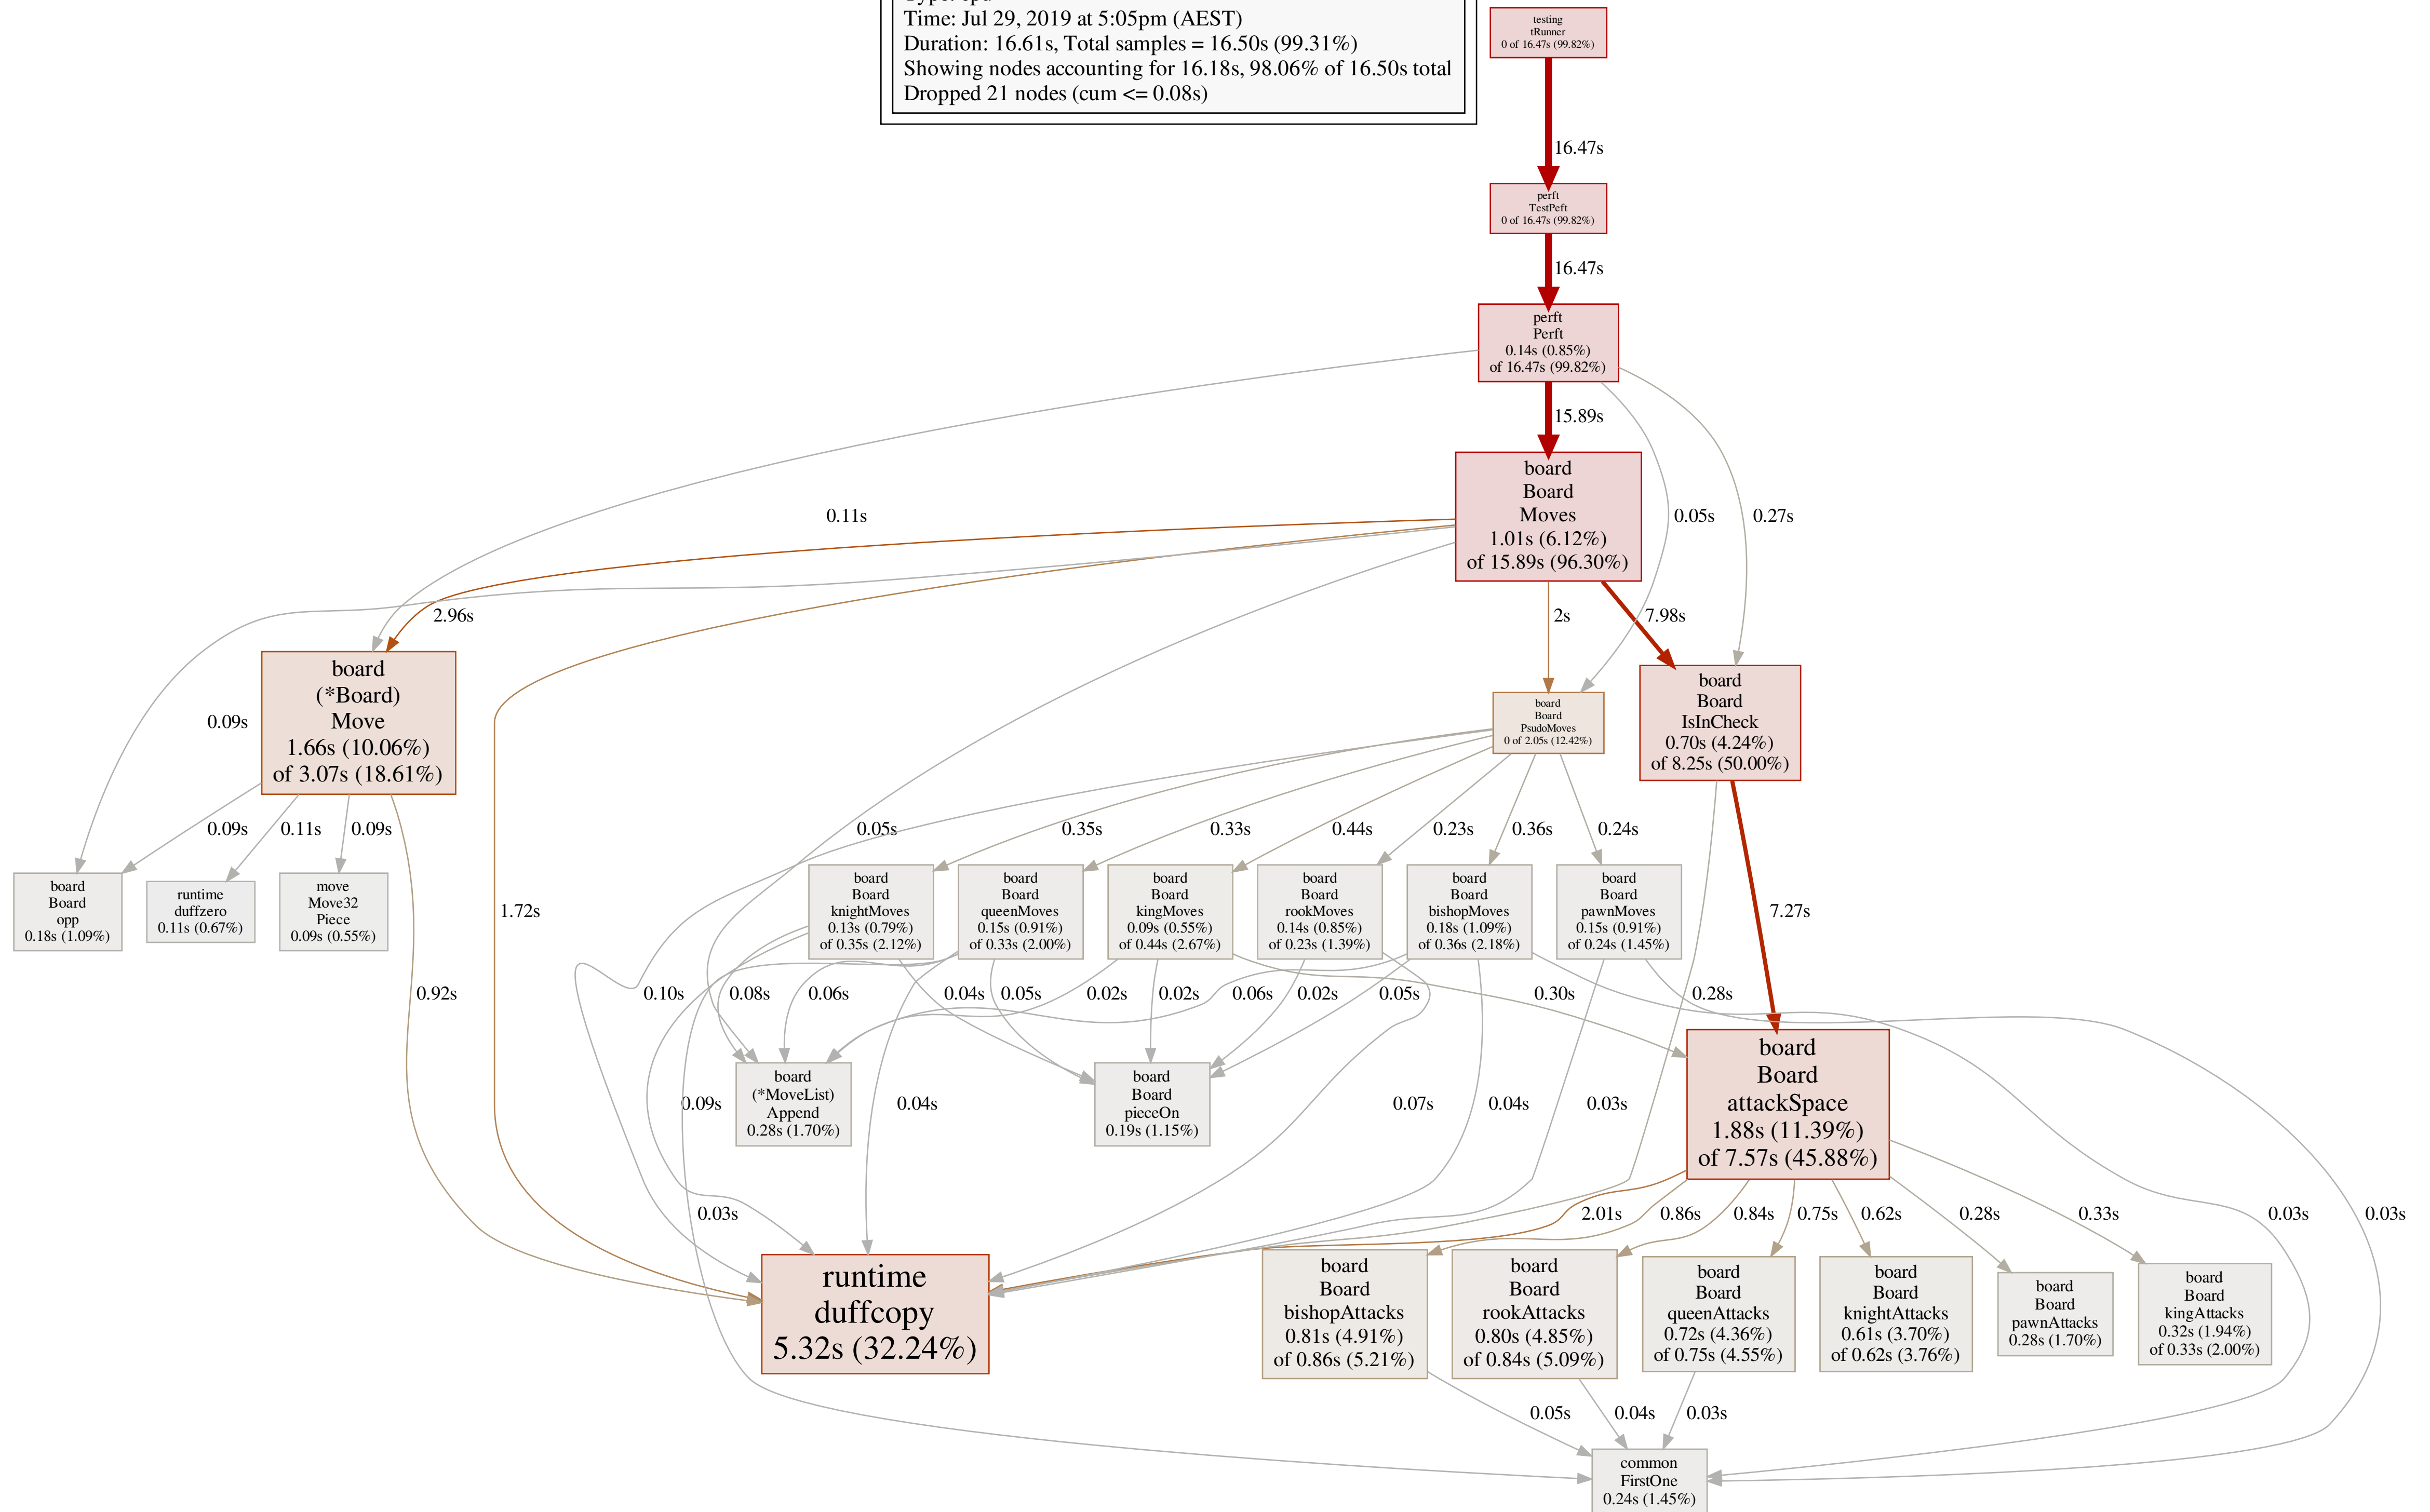 Type: cpu
Time: Jul 29, 2019 at 5:05pm (AEST)
Duration: 16.61s, Total samples = 16.50s (99.31%)
Showing nodes accounting for 16.18s, 98.06% of 16.50s total
Dropped 21 nodes (cum <= 0.08s)
testing
tRunner
0 of 16.47s (99.82%)
16.47s
perft
TestPeft
0 of 16.47s (99.82%)
16.47s
perft
Perft
0.14s (0.85%)
of 16.47s (99.82%)
15.89s
board
Board
Moves
1.01s (6.12%)
of 15.89s (96.30%)
0.11s
0.05s
0.27s
2.96s
2s
7.98s
board
(*Board)
Move
1.66s (10.06%)
of 3.07s (18.61%)
board
Board
PsudoMoves
0 of 2.05s (12.42%)
board
Board
IsInCheck
0.70s (4.24%)
of 8.25s (50.00%)
0.09s
0.09s
0.11s
0.09s
0.05s
0.35s
0.33s
0.44s
0.23s
0.36s
0.24s
board
Board
opp
0.18s (1.09%)
runtime
duffzero
0.11s (0.67%)
move
Move32
Piece
0.09s (0.55%)
1.72s
board
Board
knightMoves
0.13s (0.79%)
of 0.35s (2.12%)
board
Board
queenMoves
0.15s (0.91%)
of 0.33s (2.00%)
board
Board
kingMoves
0.09s (0.55%)
of 0.44s (2.67%)
board
Board
rookMoves
0.14s (0.85%)
of 0.23s (1.39%)
board
Board
bishopMoves
0.18s (1.09%)
of 0.36s (2.18%)
board
Board
pawnMoves
0.15s (0.91%)
of 0.24s (1.45%)
7.27s
0.92s
0.10s
0.08s
0.06s
0.04s
0.05s
0.02s
0.02s
0.06s
0.02s
0.05s
0.30s
0.28s
board
(*MoveList)
Append
0.28s (1.70%)
board
Board
pieceOn
0.19s (1.15%)
board
Board
attackSpace
1.88s (11.39%)
of 7.57s (45.88%)
0.09s
0.04s
0.07s
0.04s
0.03s
0.03s
2.01s
0.86s
0.84s
0.75s
0.62s
0.28s
0.33s
0.03s
0.03s
runtime
duffcopy
5.32s (32.24%)
board
Board
bishopAttacks
0.81s (4.91%)
of 0.86s (5.21%)
board
Board
rookAttacks
0.80s (4.85%)
of 0.84s (5.09%)
board
Board
queenAttacks
0.72s (4.36%)
of 0.75s (4.55%)
board
Board
knightAttacks
0.61s (3.70%)
of 0.62s (3.76%)
board
Board
pawnAttacks
0.28s (1.70%)
board
Board
kingAttacks
0.32s (1.94%)
of 0.33s (2.00%)
0.05s
0.04s
0.03s
common
FirstOne
0.24s (1.45%)